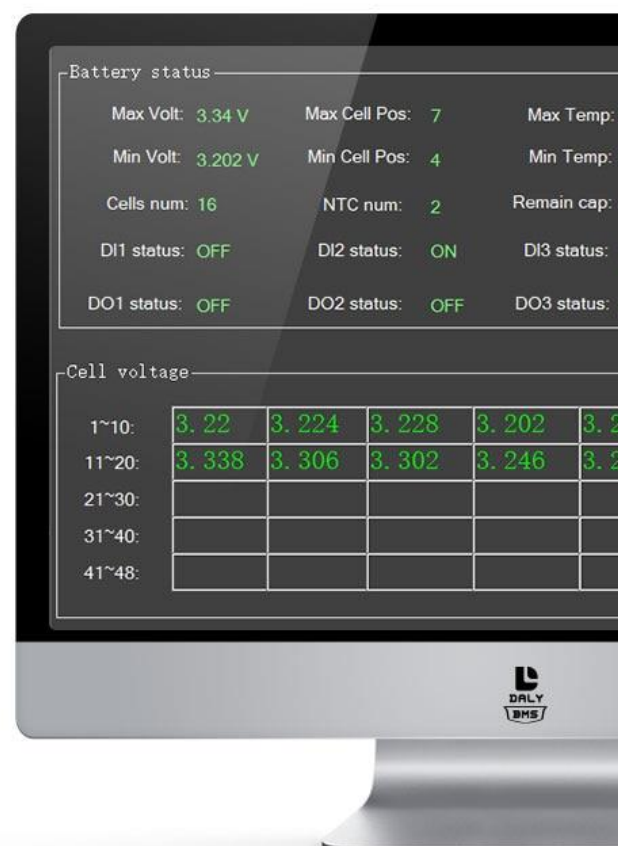 Battery status
Max Volt: 3.34 V Max Cell Pos: 7 Max Temp:
Min Volt: 3.202 V Min Cell Pos: 4 Min Temp:
Cells num: 16 NTC num: 2 Remain cap:
DI1 status: OFF DI2 status: ON DI3 status:
DO1 status: OFF DO2 status: OFF DO3 status:
Cell voltage
1~10: 3.22 3.224 3.228 3.202 3.2
11~20: 3.338 3.306 3.302 3.246 3.2
21~30:
31~40:
41~48:
DALY
BMS